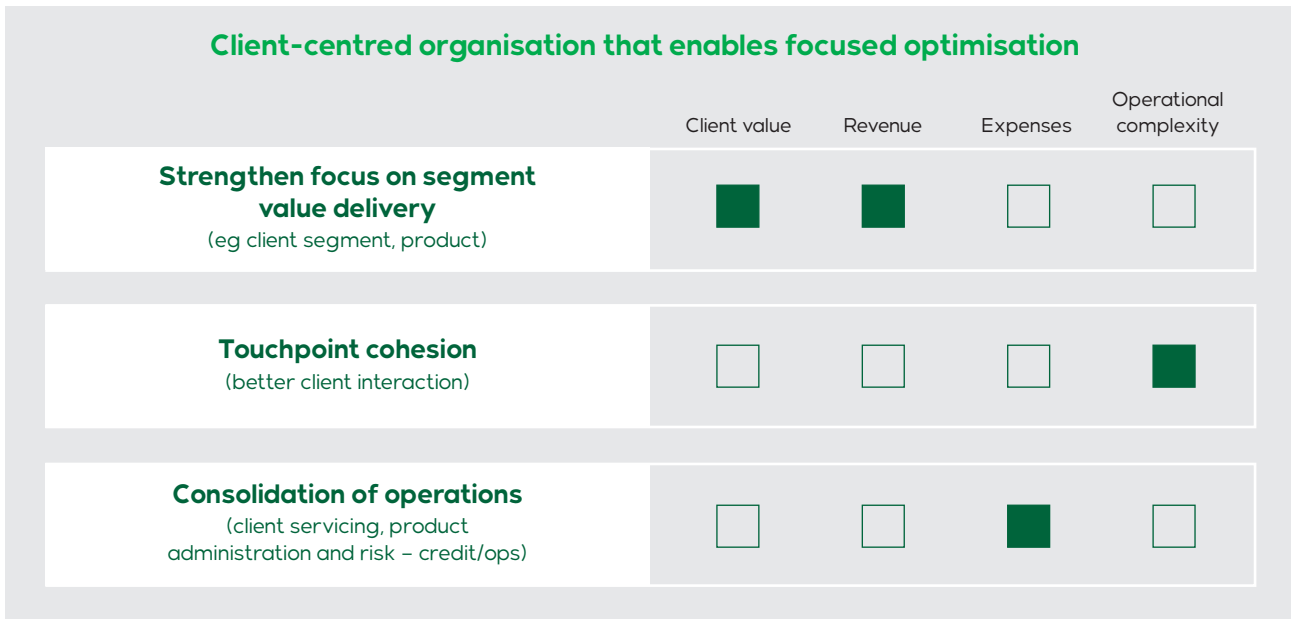 Client-centred organisation that enables focused optimisation
Client value
Revenue
Expenses
Operational
complexity
Strengthen focus on segment
value delivery
(eg client segment, product)
Touchpoint cohesion
(better client interaction)
Consolidation of operations
(client servicing, product
administration and risk – credit/ops)